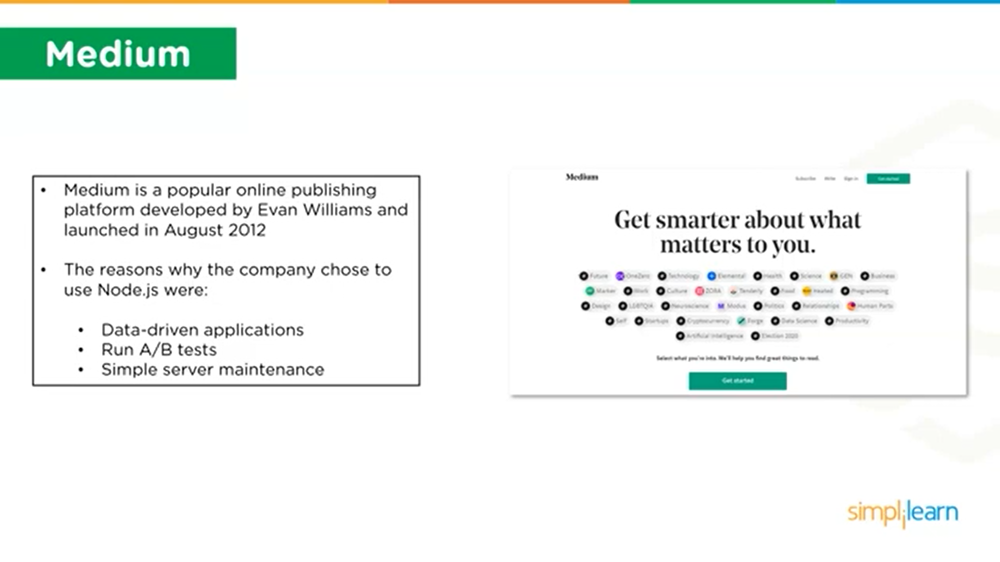 Medium
• Medium is a popular online publishing
platform developed by Evan Williams and
launched in August 2012
• The reasons why the company chose to
use Node.js were:
• Data-driven applications
• Run A/B tests
• Simple server maintenance
Medium
Subscribe Write Sign in Get started
Get smarter about what
matters to you.
Future OneZero Technology Elemental Health Science GEN Business
Marker Work Culture ZORA Tenderly Food Heated Programming
Design LGBTQIA Neuroscience Modus Politics Relationships Human Parts
Self Startups Cryptocurrency Forge Data Science Productivity
Artificial Intelligence Election 2020
Select what you're into. We'll help you find great things to read.
Get started
simplilearn